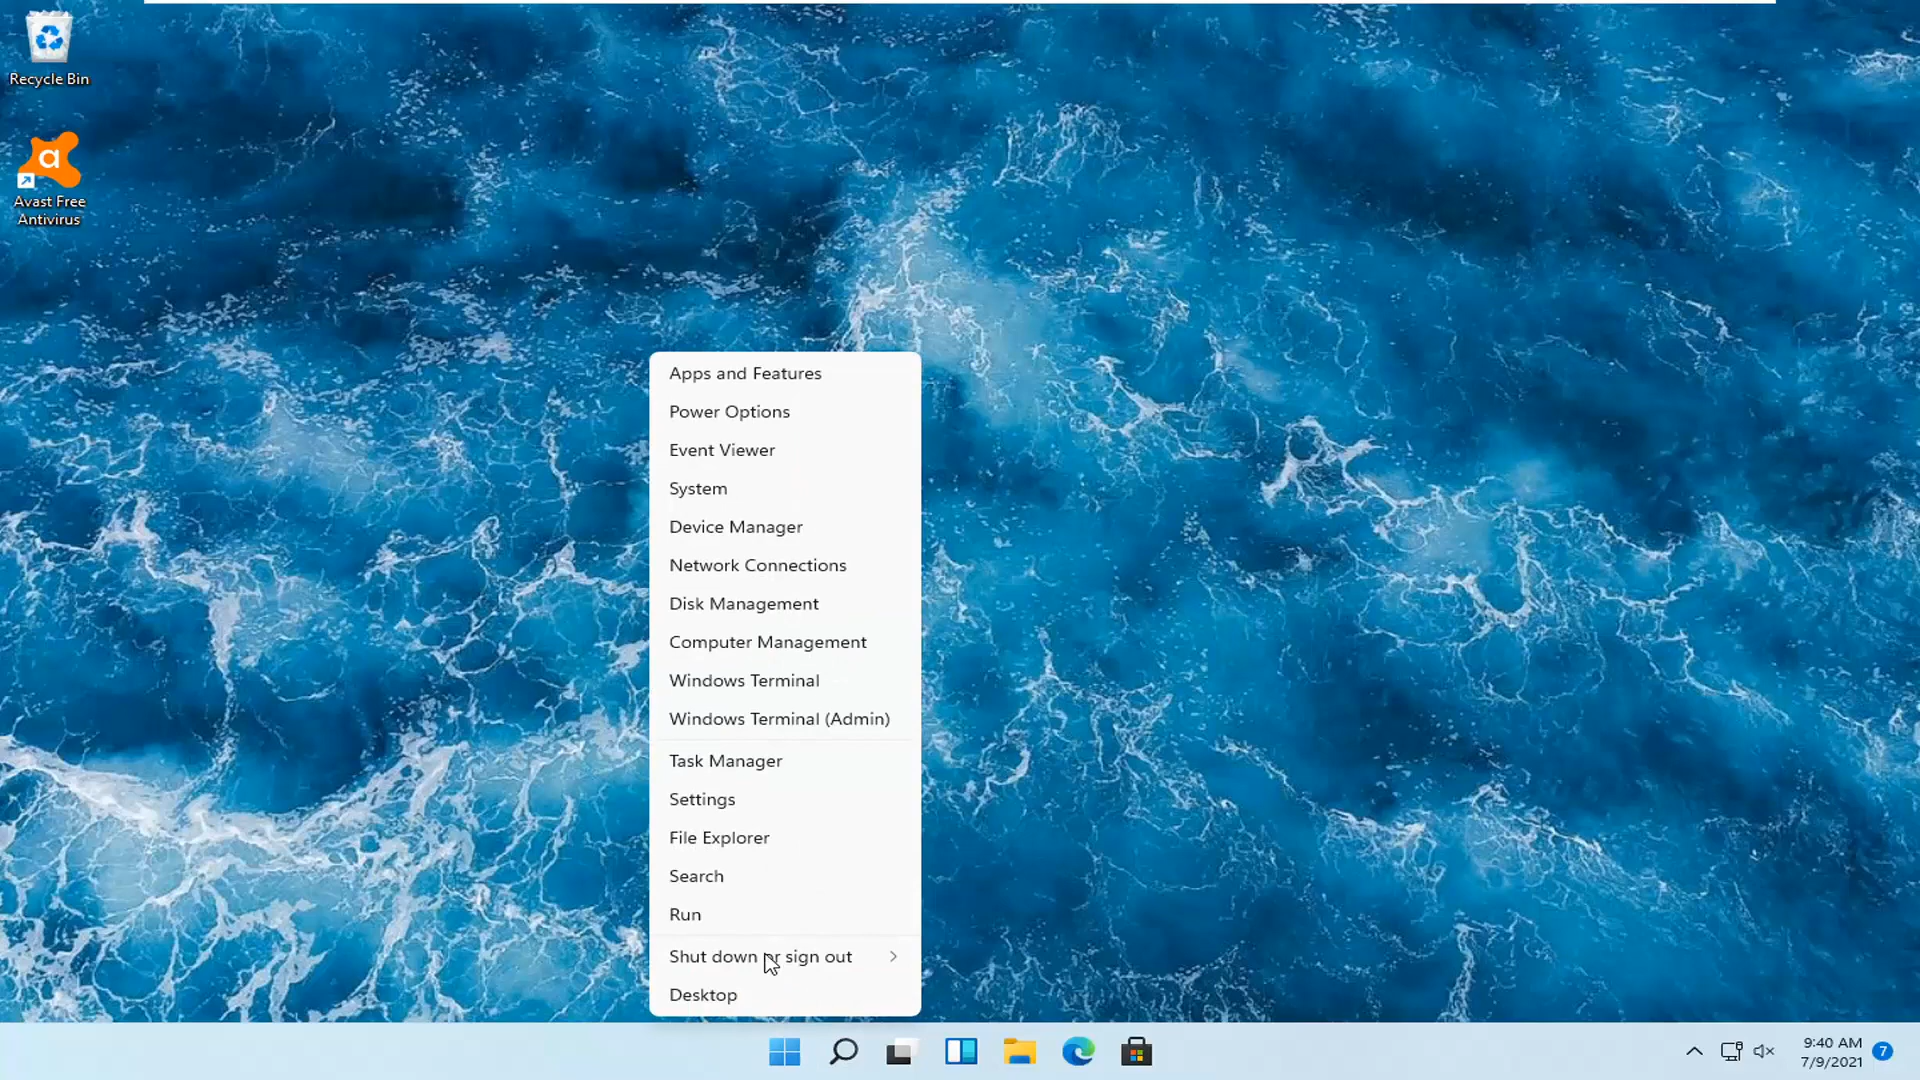 Recycle Bin
a
Avast Free
Antivirus
Apps and Features
Power Options
Event Viewer
System
Device Manager
Network Connections
Disk Management
Computer Management
Windows Terminal
Windows Terminal (Admin)
Task Manager
Settings
File Explorer
Search
Run
Shut down or sign out
Desktop
9:40 AM
7/9/2021
7